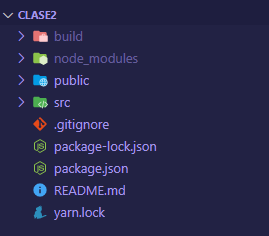 CLASE2
build
node_modules
public
src
.gitignore
package-lock.json
package.json
README.md
yarn.lock